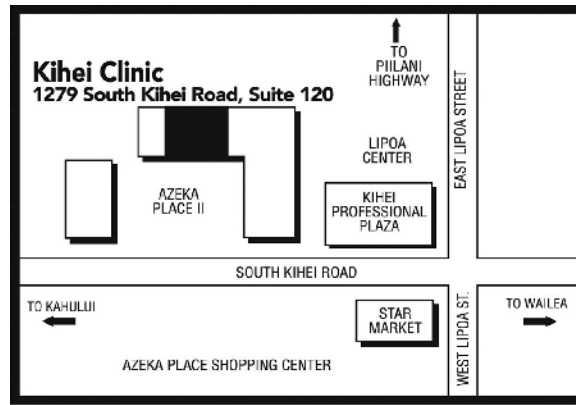 Kihei Clinic
1279 South Kihei Road, Suite 120
TO
PIILANI
HIGHWAY
EAST LIPOA STREET
LIPOA
CENTER
AZEKA
PLACE II
KIHEI
PROFESSIONAL
PLAZA
SOUTH KIHEI ROAD
TO KAHULUI
STAR
MARKET
WEST LIPOA ST.
TO WAILEA
AZEKA PLACE SHOPPING CENTER